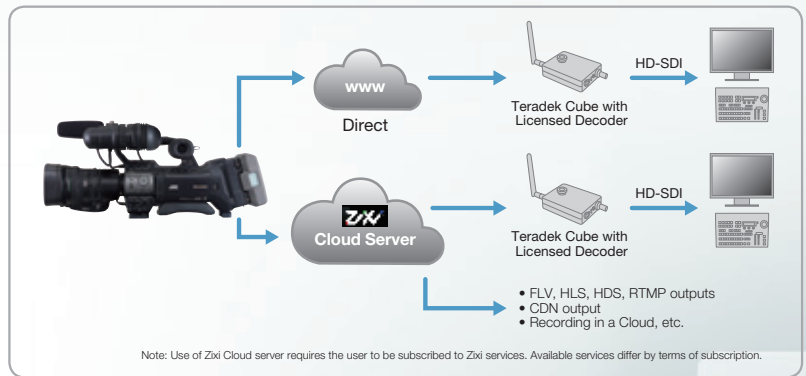 www
Direct
Teradek Cube with
Licensed Decoder
HD-SDI
Zixi
Cloud Server
Teradek Cube with
Licensed Decoder
HD-SDI
• FLV, HLS, HDS, RTMP outputs
• CDN output
• Recording in a Cloud, etc.
Note: Use of Zixi Cloud server requires the user to be subscribed to Zixi services. Available services differ by terms of subscription.